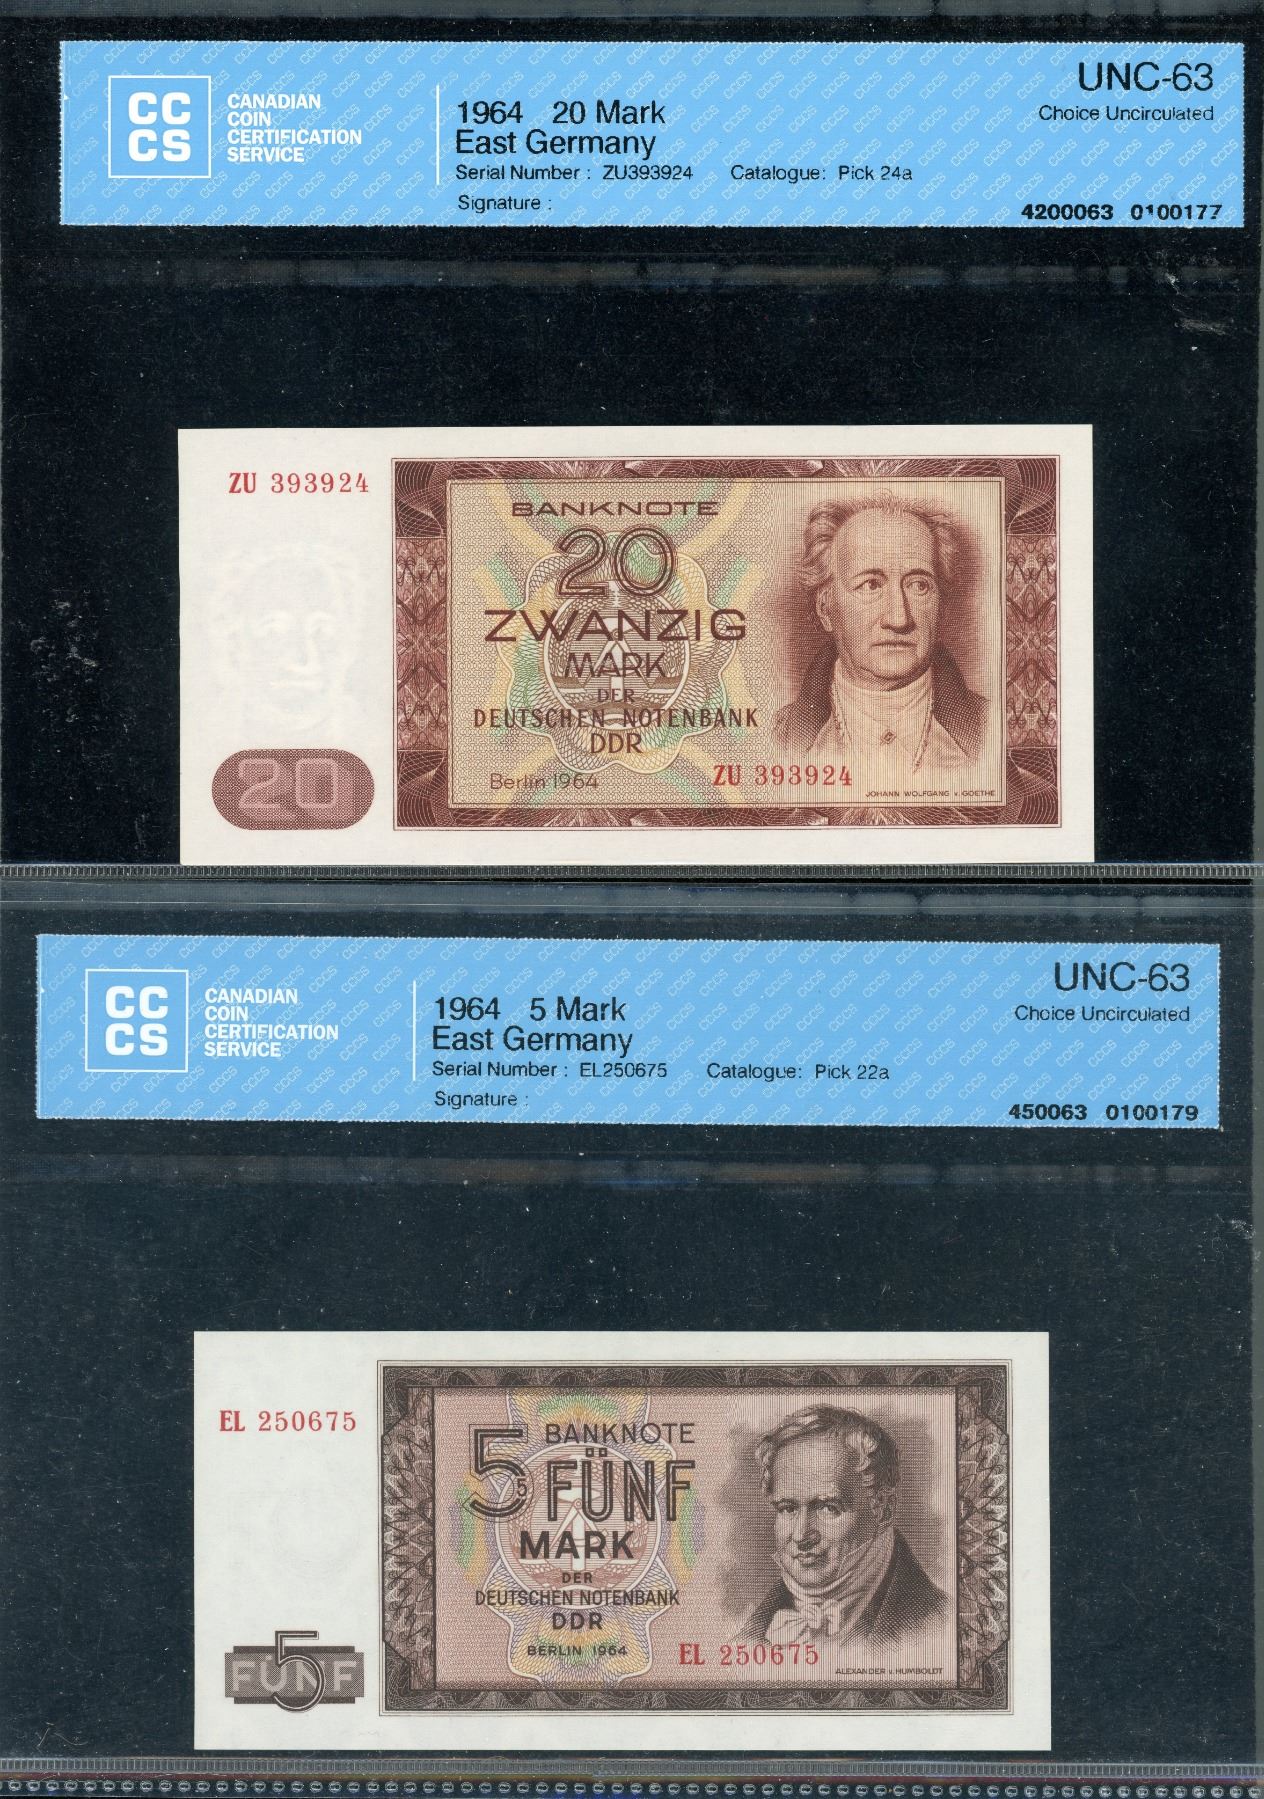 CC
CS
CANADIAN
COIN
CERTIFICATION
SERVICE
1964 20 Mark
East Germany
Serial Number : ZU393924 Catalogue: Pick 24a
Signature :
UNC-63
Choice Uncirculated
4200063 0100177
ZU 393924
20
BANKNOTE
20
ZWANZIG
MARK
DER
DEUTSCHEN NOTENBANK
DDR
Berlin 1964
ZU 393924
JOHANN WOLFGANG v. GOETHE
CC
CS
CANADIAN
COIN
CERTIFICATION
SERVICE
1964 5 Mark
East Germany
Serial Number : EL250675 Catalogue: Pick 22a
Signature :
UNC-63
Choice Uncirculated
450063 0100179
EL 250675
5
FÜNF
5 5 BANKNOTE
FÜNF
MARK
DER
DEUTSCHEN NOTENBANK
DDR
BERLIN 1964
EL 250675
ALEXANDER v. HUMBOLDT